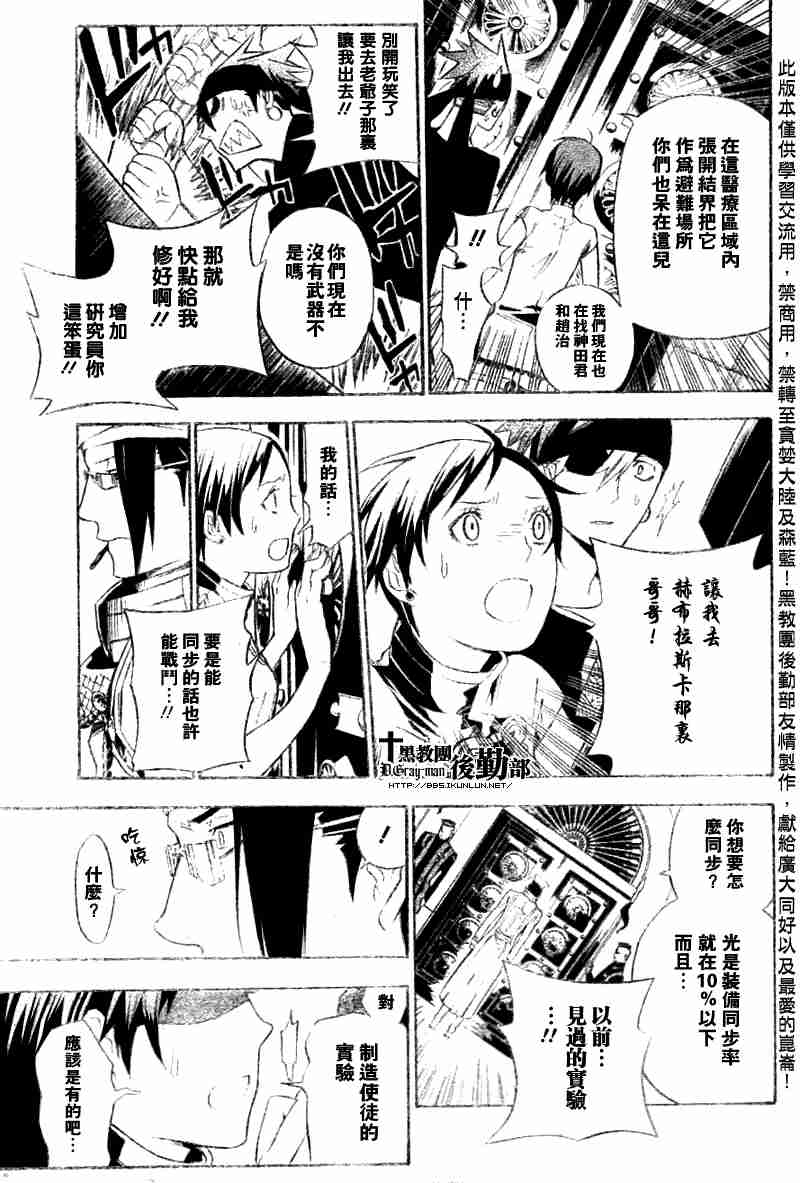 在這醫療區域內
張開結界把它
作爲避難場所
你們也呆在這兒
我們現在也
在找神田君
和趙治
什…
別開玩笑了
要去老爺子那裏
讓我出去!!
你們現在
沒有武器不
是嗎
那就
快點給我
修好啊!!
增加
研究員你
這笨蛋!!
讓我去
赫布拉斯卡那裏
哥哥!
我的話…
要是能
同步的話也許
能戰鬥…!!
黑教團
D.Gray-man
後勤部
HTTP://BBS.IKUNLUN.NET/
你想要怎
麼同步?
光是裝備同步率
就在10%以下
而且…
以前…
見過的實驗
…!!
!
吃惊
什麼?
對
制造使徒的
實驗
應該是有的吧…
此版本僅供學習交流用，禁商用，禁轉至貪婪大陸及森藍！黑教團後勤部友情製作，獻給廣大同好以及最愛的崑崙！